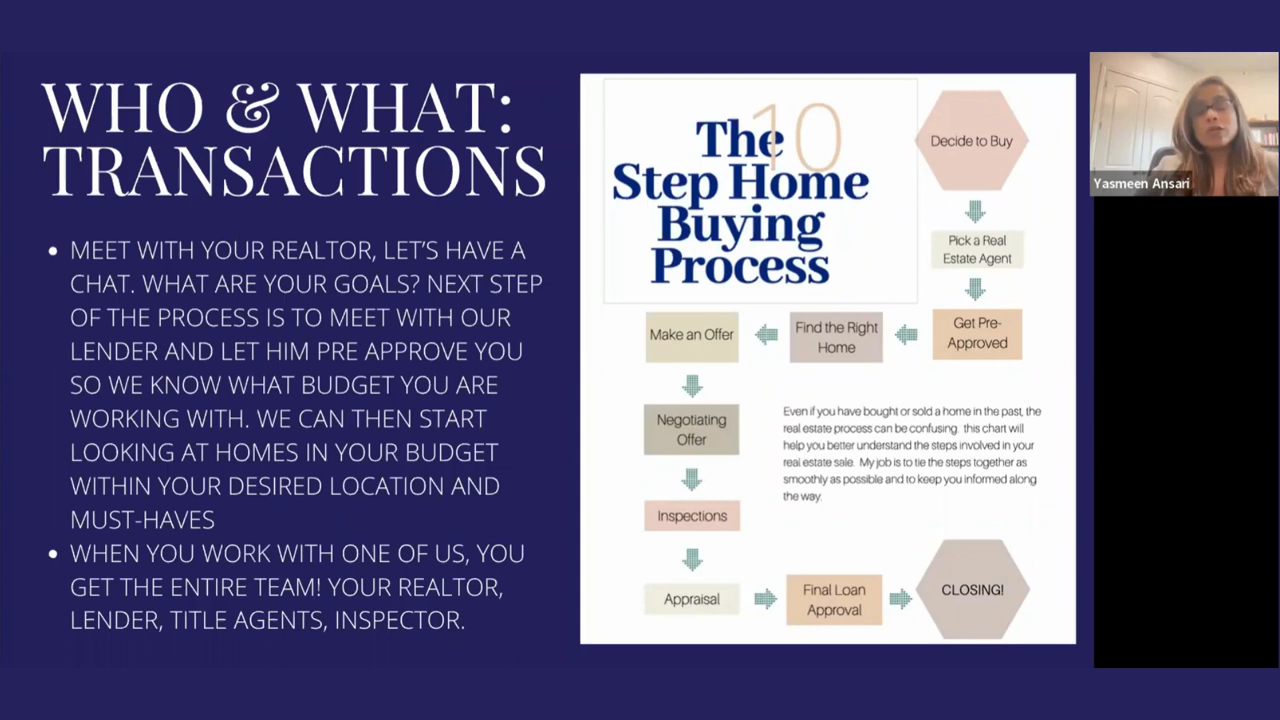 WHO & WHAT:
TRANSACTIONS
• MEET WITH YOUR REALTOR, LET’S HAVE A
CHAT. WHAT ARE YOUR GOALS? NEXT STEP
OF THE PROCESS IS TO MEET WITH OUR
LENDER AND LET HIM PRE APPROVE YOU
SO WE KNOW WHAT BUDGET YOU ARE
WORKING WITH. WE CAN THEN START
LOOKING AT HOMES IN YOUR BUDGET
WITHIN YOUR DESIRED LOCATION AND
MUST-HAVES
• WHEN YOU WORK WITH ONE OF US, YOU
GET THE ENTIRE TEAM! YOUR REALTOR,
LENDER, TITLE AGENTS, INSPECTOR.
The 10
Step Home
Buying
Process
Decide to Buy
Pick a Real
Estate Agent
Get Pre-
Approved
Find the Right
Home
Make an Offer
Negotiating
Offer
Inspections
Appraisal
Final Loan
Approval
CLOSING!
Even if you have bought or sold a home in the past, the
real estate process can be confusing. this chart will
help you better understand the steps involved in your
real estate sale. My job is to tie the steps together as
smoothly as possible and to keep you informed along
the way.
Yasmeen Ansari